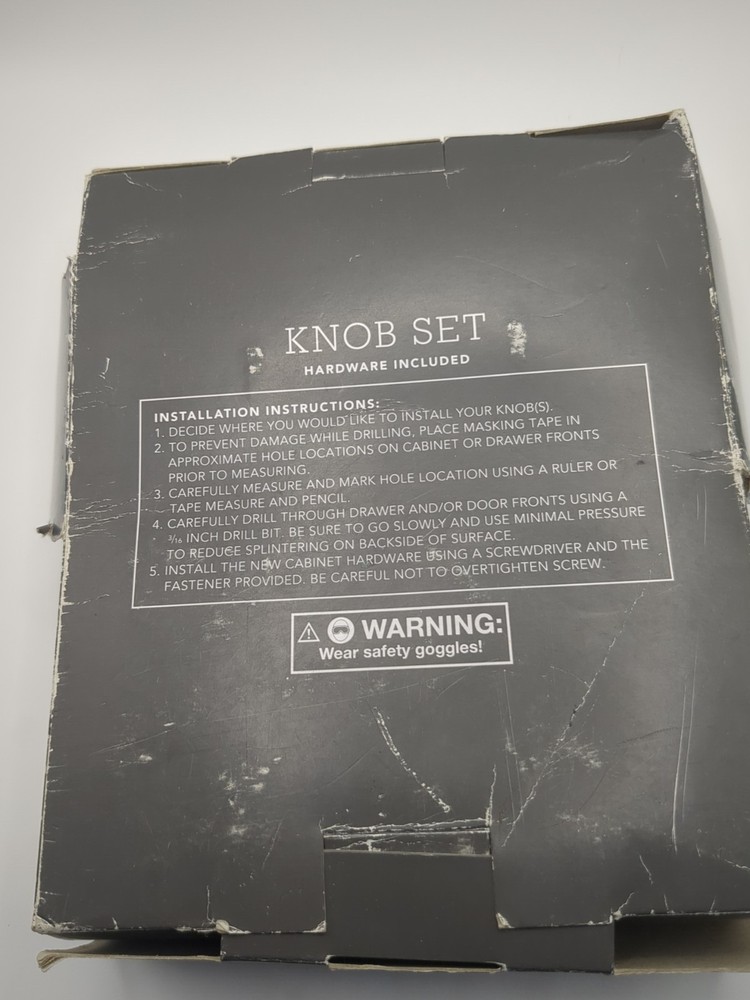 KNOB SET
HARDWARE INCLUDED
INSTALLATION INSTRUCTIONS:
1. DECIDE WHERE YOU WOULD LIKE TO INSTALL YOUR KNOB(S).
2. TO PREVENT DAMAGE WHILE DRILLING, PLACE MASKING TAPE IN
APPROXIMATE HOLE LOCATIONS ON CABINET OR DRAWER FRONTS
PRIOR TO MEASURING.
3. CAREFULLY MEASURE AND MARK HOLE LOCATION USING A RULER OR
TAPE MEASURE AND PENCIL.
4. CAREFULLY DRILL THROUGH DRAWER AND/OR DOOR FRONTS USING A
3/16 INCH DRILL BIT. BE SURE TO GO SLOWLY AND USE MINIMAL PRESSURE
TO REDUCE SPLINTERING ON BACKSIDE OF SURFACE.
5. INSTALL THE NEW CABINET HARDWARE USING A SCREWDRIVER AND THE
FASTENER PROVIDED. BE CAREFUL NOT TO OVERTIGHTEN SCREW.
WARNING:
Wear safety goggles!